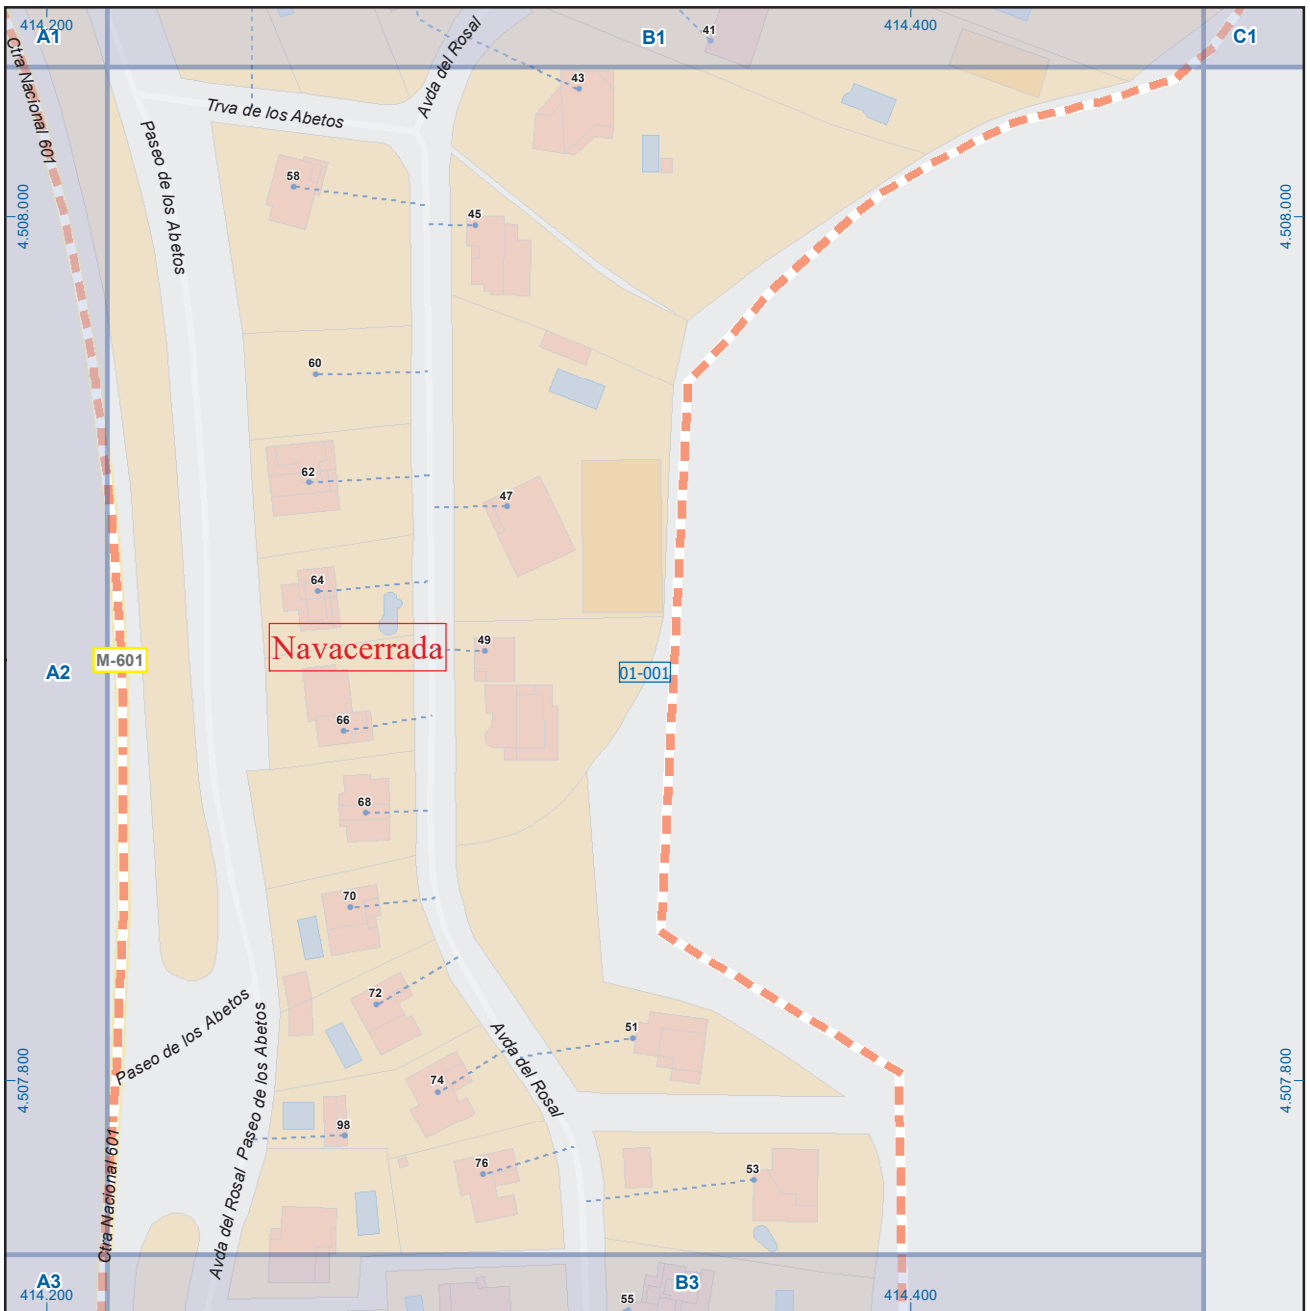 414.200
414.400
A1
B1
C1
41
43
Avda del Rosal
Trva de los Abetos
Ctra Nacional 601
Paseo de los Abetos
58
45
4.508.000
4.508.000
60
62
47
64
Navacerrada
49
M-601
A2
01-001
66
68
70
72
Paseo de los Abetos
51
Avda del Rosal
74
4.507.800
4.507.800
98
Paseo de los Abetos
76
53
Ctra Nacional 601
Avda del Rosal
A3
B3
55
414.200
414.400